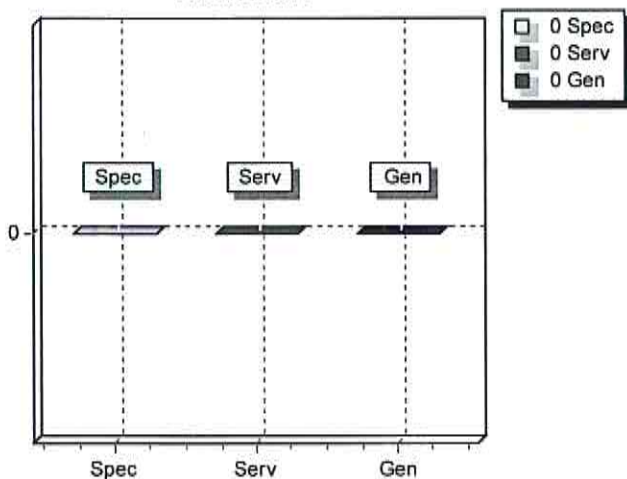 0 Spec
0 Serv
0 Gen
Spec Serv Gen
0
Spec Serv Gen